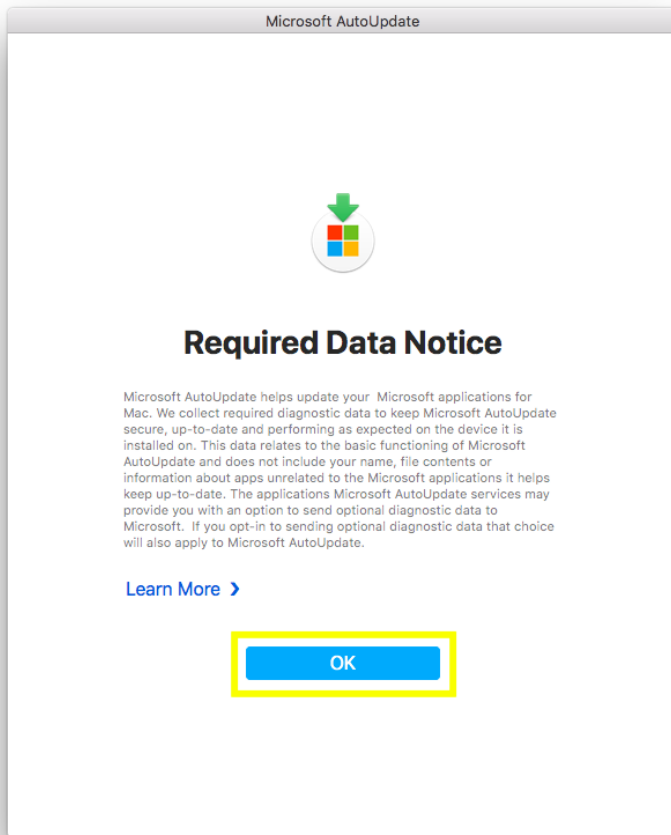 Microsoft AutoUpdate
Required Data Notice
Microsoft AutoUpdate helps update your  Microsoft applications for
Mac. We collect required diagnostic data to keep Microsoft AutoUpdate
secure, up-to-date and performing as expected on the device it is
installed on. This data relates to the basic functioning of Microsoft
AutoUpdate and does not include your name, file contents or
information about apps unrelated to the Microsoft applications it helps
keep up-to-date. The applications Microsoft AutoUpdate services may
provide you with an option to send optional diagnostic data to
Microsoft.  If you opt-in to sending optional diagnostic data that choice
will also apply to Microsoft AutoUpdate.
Learn More ❯
OK